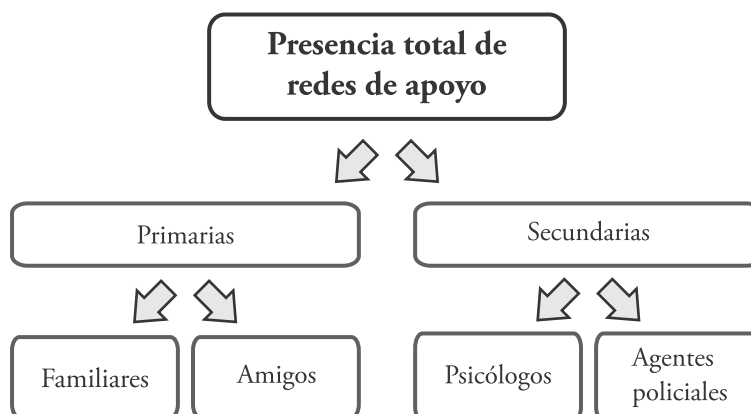 Presencia total de
redes de apoyo
Primarias
Secundarias
Familiares
Amigos
Psicólogos
Agentes
policiales